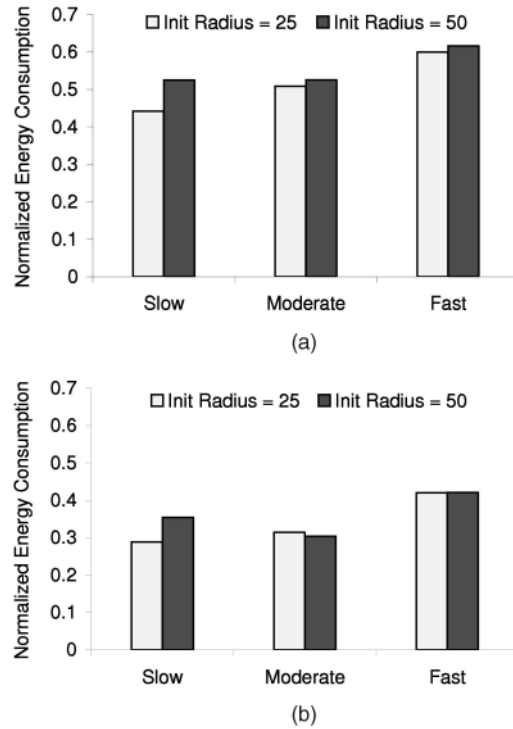 0.7
Init Radius = 25 Init Radius = 50
0.6
0.5
0.4
0.3
0.2
0.1
0
Normalized Energy Consumption
Slow Moderate Fast
(a)
0.7
Init Radius = 25 Init Radius = 50
0.6
0.5
0.4
0.3
0.2
0.1
0
Normalized Energy Consumption
Slow Moderate Fast
(b)